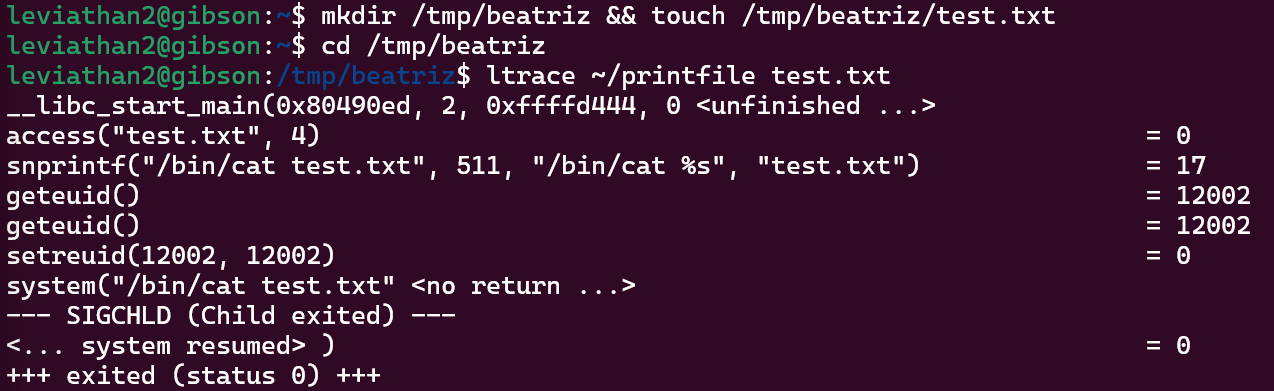 leviathan2@gibson:~$ mkdir /tmp/beatriz && touch /tmp/beatriz/test.txt
leviathan2@gibson:~$ cd /tmp/beatriz
leviathan2@gibson:/tmp/beatriz$ ltrace ~/printfile test.txt
__libc_start_main(0x80490ed, 2, 0xffffd444, 0 <unfinished ...>
access("test.txt", 4) = 0
snprintf("/bin/cat test.txt", 511, "/bin/cat %s", "test.txt") = 17
geteuid() = 12002
geteuid() = 12002
setreuid(12002, 12002) = 0
system("/bin/cat test.txt" <no return ...>
--- SIGCHLD (Child exited) ---
<... system resumed> ) = 0
+++ exited (status 0) +++